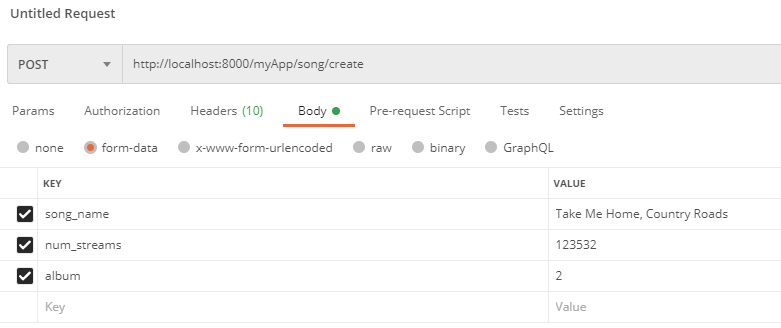 Untitled Request
POST http://localhost:8000/myApp/song/create
Params Authorization Headers (10) Body Pre-request Script Tests Settings
none form-data x-www-form-urlencoded raw binary GraphQL
KEY VALUE
song_name Take Me Home, Country Roads
num_streams 123532
album 2
Key Value